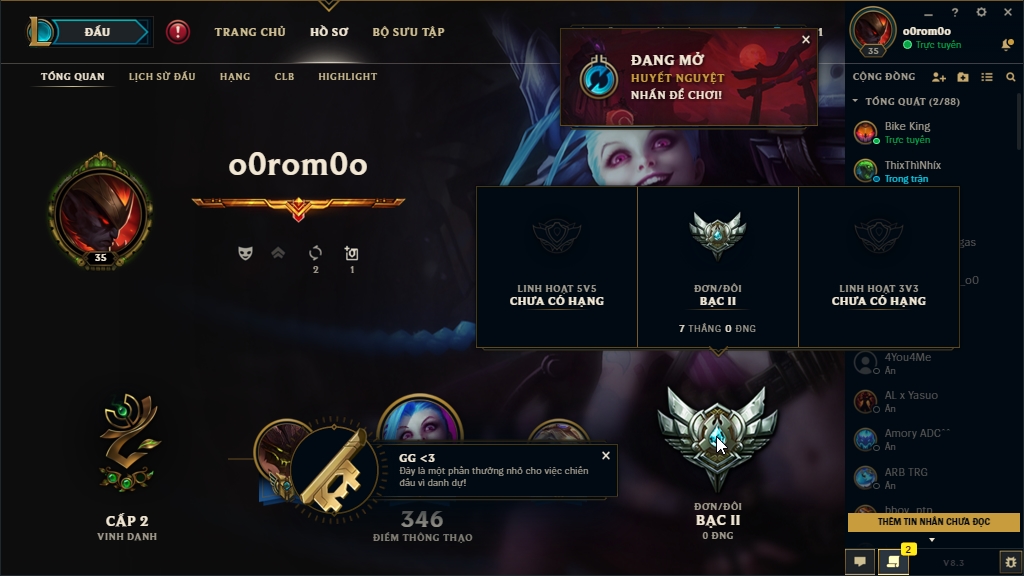 ĐẤU
TRANG CHỦ
HỒ SƠ
BỘ SƯU TẬP
TỔNG QUAN
LỊCH SỬ ĐẤU
HẠNG
CLB
HIGHLIGHT
ĐANG MỞ
HUYẾT NGUYỆT
NHẤN ĐỂ CHƠI!
1
35
o0rom0o
Trực tuyến
CỘNG ĐỒNG
TỔNG QUÁT (2/88)
Bike King
Trực tuyến
ThixThìNhíx
Trong trận
gas
_o0
4You4Me
Ẩn
AL x Yasuo
Ẩn
Amory ADC^^
Ẩn
ARB TRG
Ẩn
bboy_ptn
THÊM TIN NHẮN CHƯA ĐỌC
2
V8.3
o0rom0o
35
2
1
LINH HOẠT 5V5
CHƯA CÓ HẠNG
ĐƠN/ĐÔI
BẠC II
7 THẮNG 0 ĐNG
LINH HOẠT 3V3
CHƯA CÓ HẠNG
GG <3
Đây là một phần thưởng nhỏ cho việc chiến
đấu vì danh dự!
CẤP 2
VINH DANH
346
ĐIỂM THÔNG THẠO
ĐƠN/ĐÔI
BẠC II
0 ĐNG